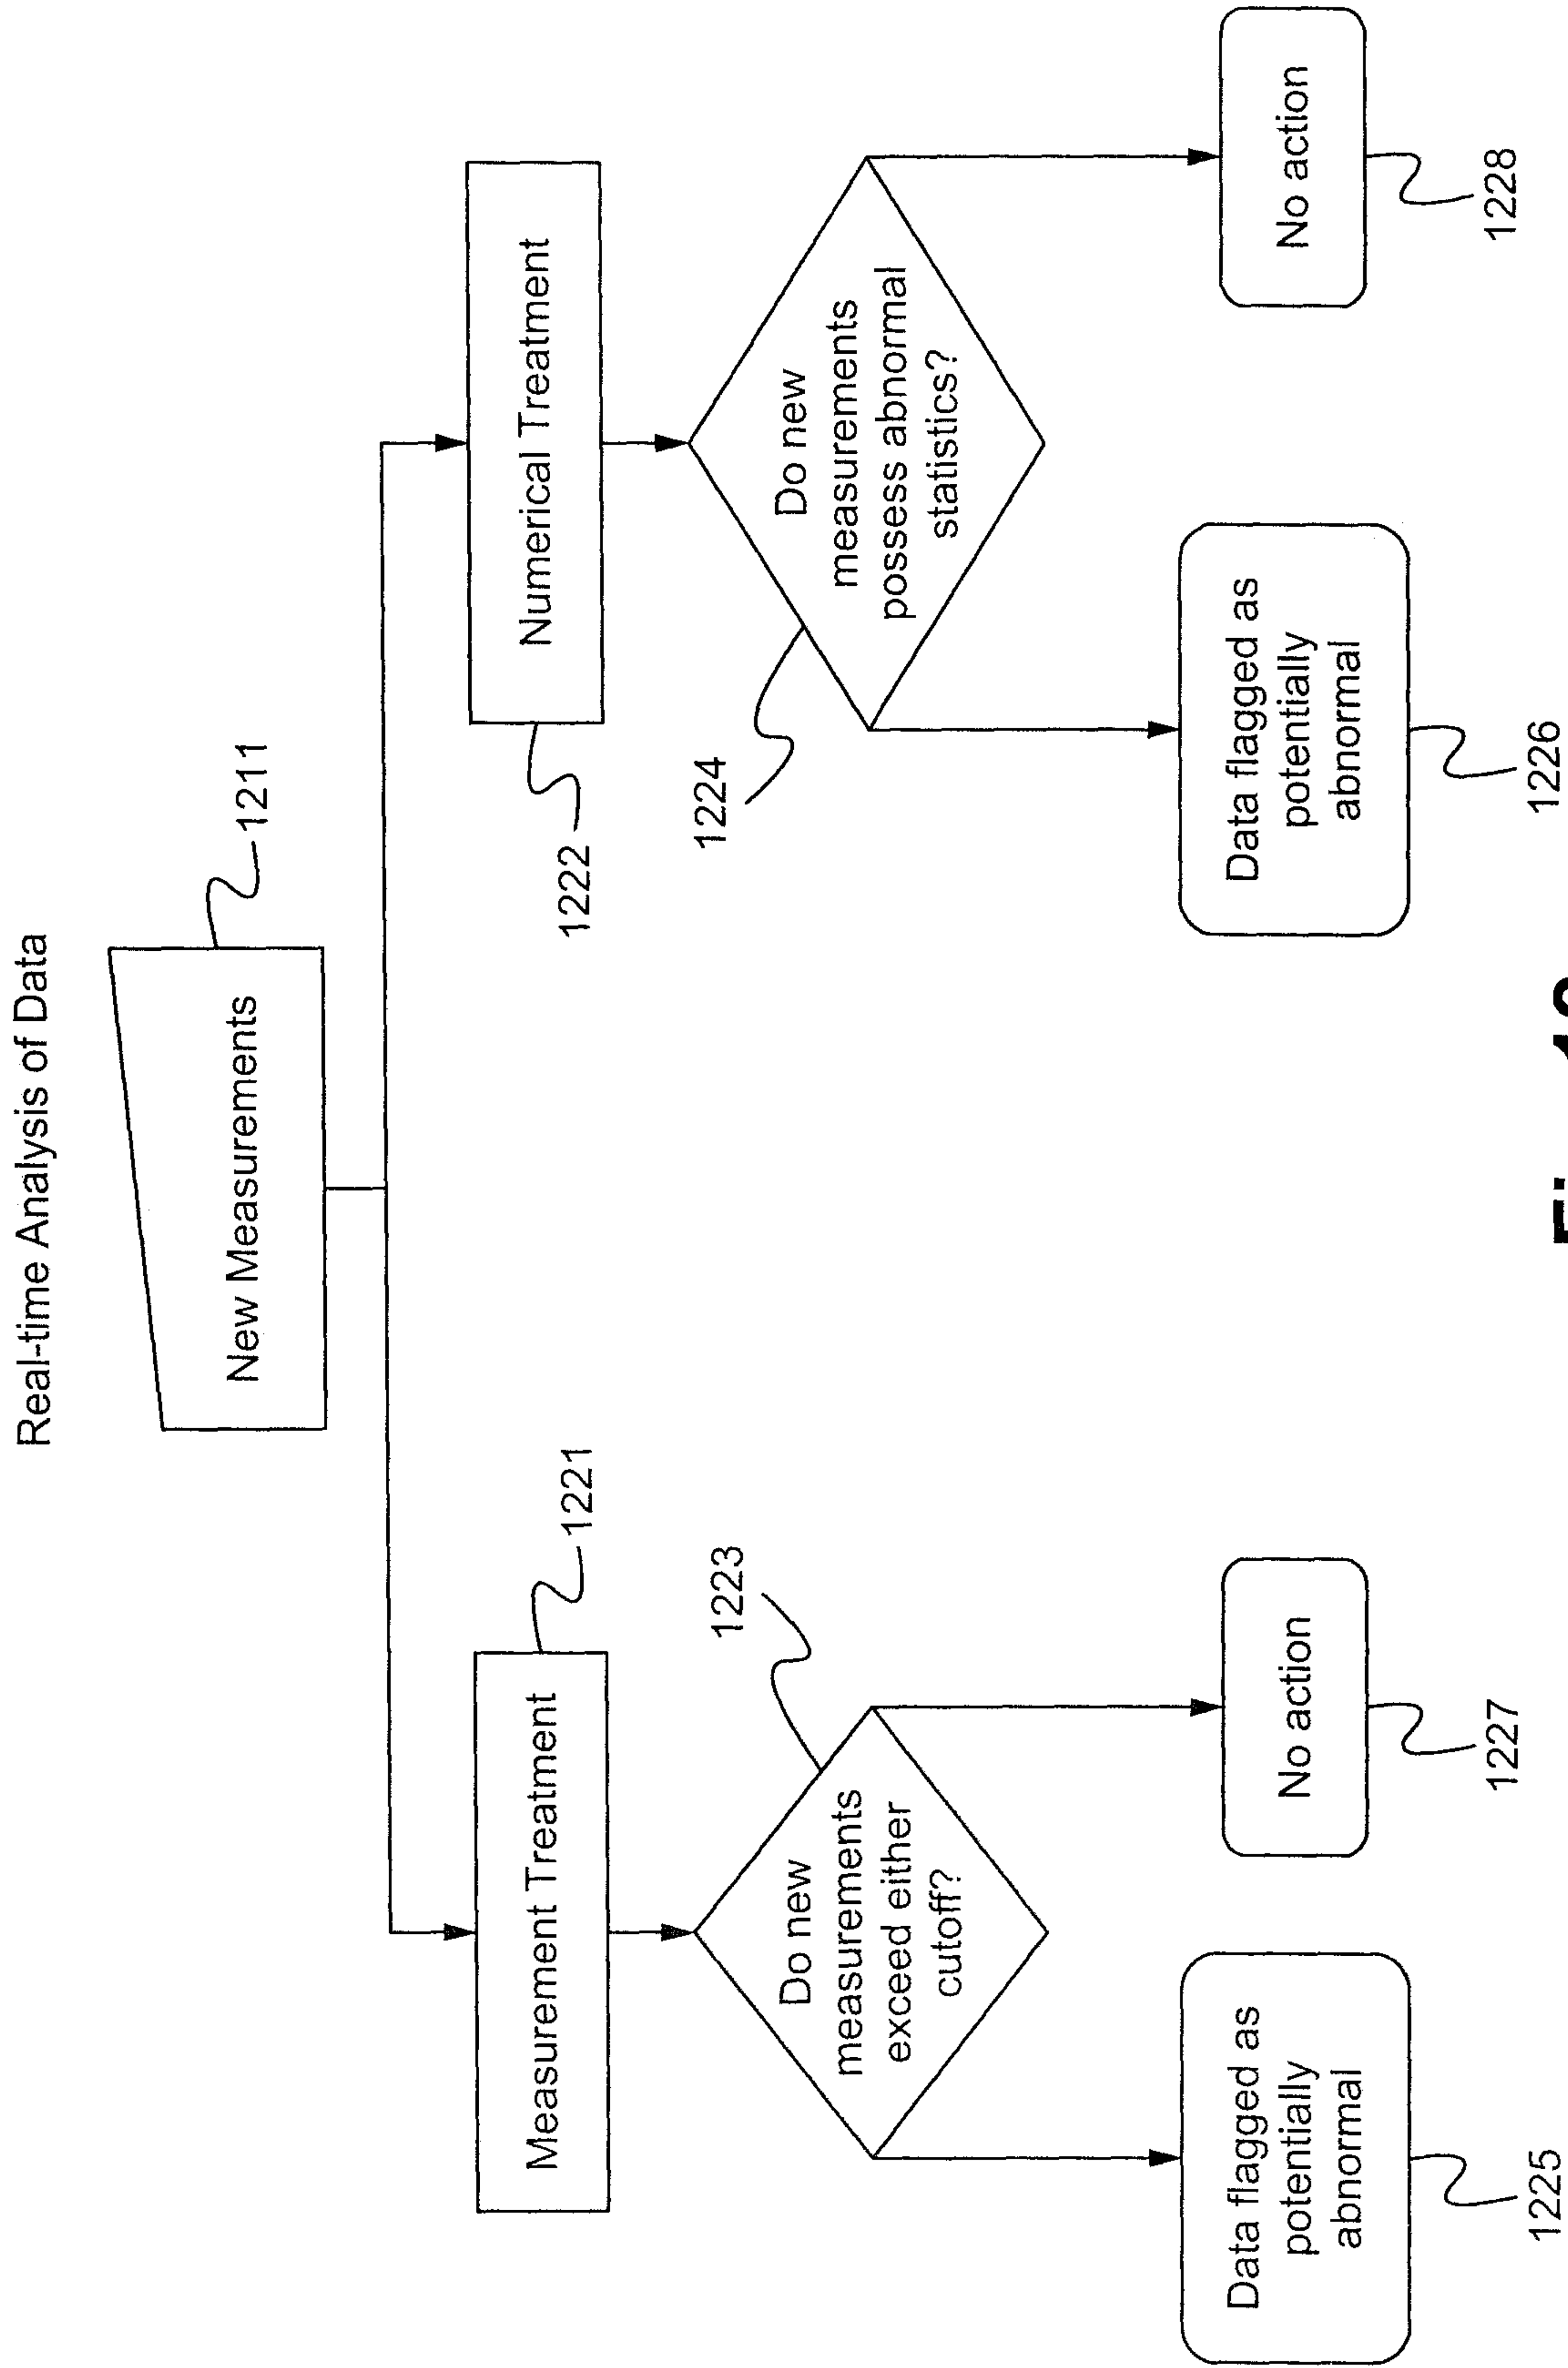 Real-time Analysis of Data
New Measurements
1211
Measurement Treatment
1221
Numerical Treatment
1222
Do new
measurements
exceed either
cutoff?
1223
Do new
measurements
possess abnormal
statistics?
1224
Data flagged as
potentially
abnormal
1225
No action
1227
Data flagged as
potentially
abnormal
1226
No action
1228